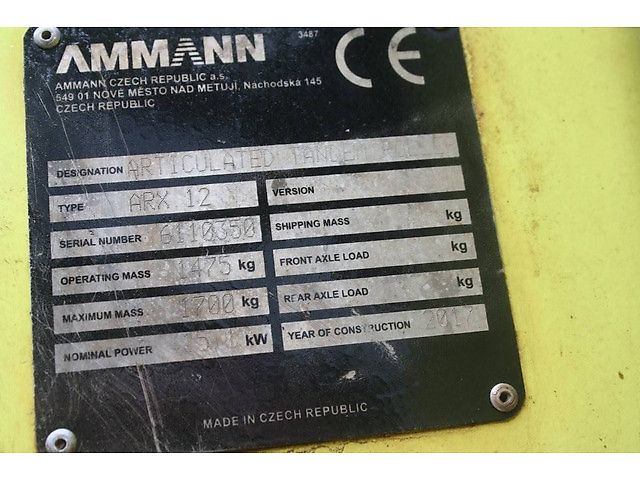 AMMANN
3487
CE
AMMANN CZECH REPUBLIC a.s.
549 01 NOVÉ MĚSTO NAD METUJÍ, Náchodská 145
CZECH REPUBLIC
DESIGNATION ARTICULATED TANDEM
TYPE ARX 12
VERSION
SERIAL NUMBER 6110350
SHIPPING MASS kg
OPERATING MASS 1475 kg
FRONT AXLE LOAD kg
MAXIMUM MASS 1700 kg
REAR AXLE LOAD kg
NOMINAL POWER kW
YEAR OF CONSTRUCTION 2017
MADE IN CZECH REPUBLIC